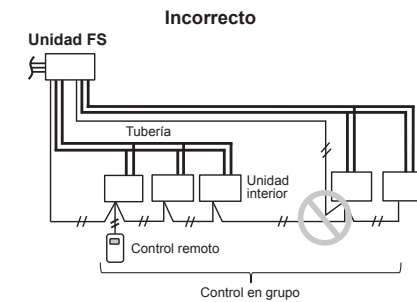 Incorrecto
Unidad FS
Tubería
Unidad
interior
Control remoto
Control en grupo